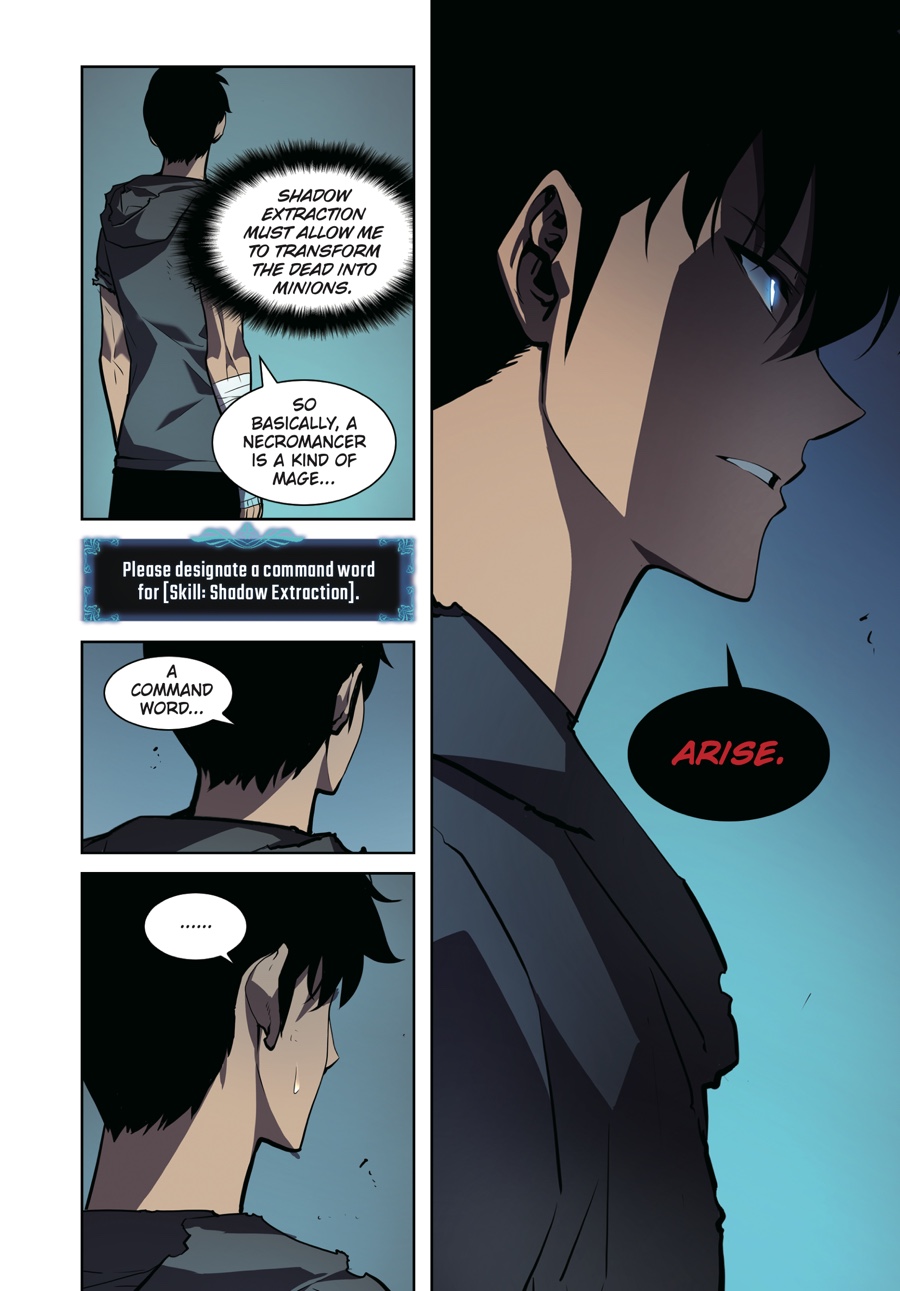 SHADOW
EXTRACTION
MUST ALLOW ME
TO TRANSFORM
THE DEAD INTO
MINIONS.
SO
BASICALLY, A
NECROMANCER
IS A KIND OF
MAGE...
Please designate a command word
for [Skill: Shadow Extraction].
A
COMMAND
WORD...
......
ARISE.